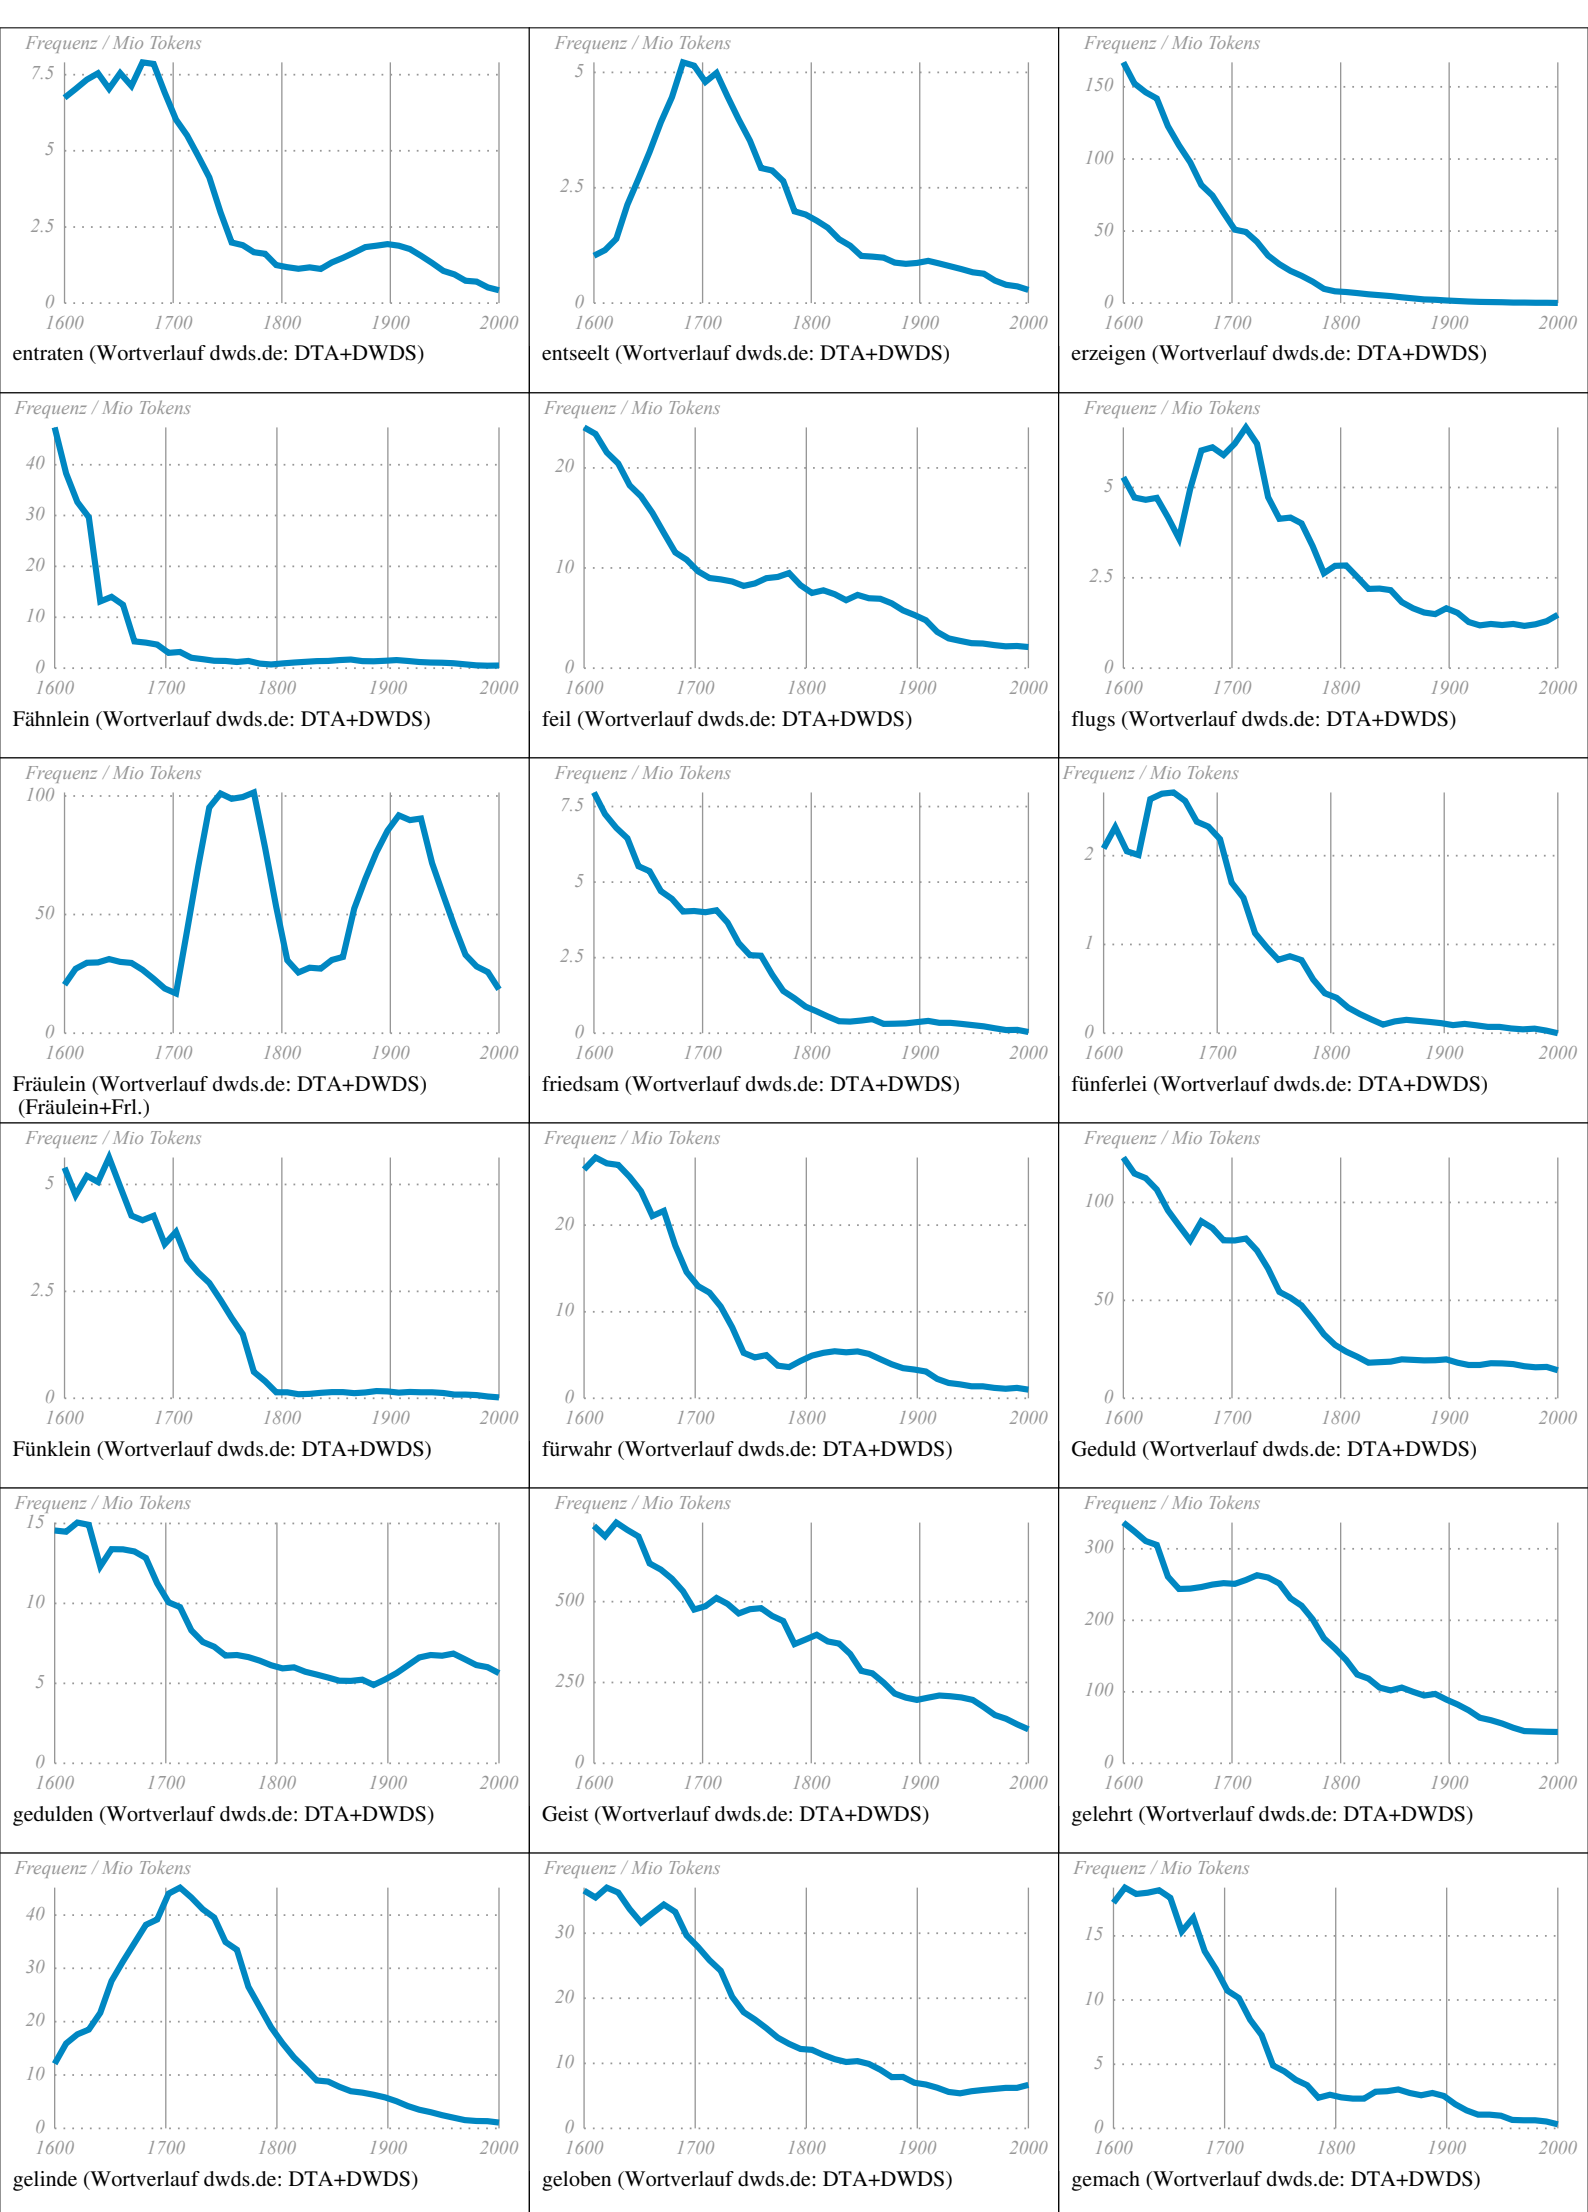 Frequenz / Mio Tokens
7.5
5
2.5
0
1600 1700 1800 1900 2000
entraten (Wortverlauf dwds.de: DTA+DWDS)
Frequenz / Mio Tokens
5
2.5
0
1600 1700 1800 1900 2000
entseelt (Wortverlauf dwds.de: DTA+DWDS)
Frequenz / Mio Tokens
150
100
50
0
1600 1700 1800 1900 2000
erzeigen (Wortverlauf dwds.de: DTA+DWDS)
Frequenz / Mio Tokens
40
30
20
10
0
1600 1700 1800 1900 2000
Fähnlein (Wortverlauf dwds.de: DTA+DWDS)
Frequenz / Mio Tokens
20
10
0
1600 1700 1800 1900 2000
feil (Wortverlauf dwds.de: DTA+DWDS)
Frequenz / Mio Tokens
5
2.5
0
1600 1700 1800 1900 2000
flugs (Wortverlauf dwds.de: DTA+DWDS)
Frequenz / Mio Tokens
100
50
0
1600 1700 1800 1900 2000
Fräulein (Wortverlauf dwds.de: DTA+DWDS)
(Fräulein+Frl.)
Frequenz / Mio Tokens
7.5
5
2.5
0
1600 1700 1800 1900 2000
friedsam (Wortverlauf dwds.de: DTA+DWDS)
Frequenz / Mio Tokens
2
1
0
1600 1700 1800 1900 2000
fünferlei (Wortverlauf dwds.de: DTA+DWDS)
Frequenz / Mio Tokens
5
2.5
0
1600 1700 1800 1900 2000
Fünklein (Wortverlauf dwds.de: DTA+DWDS)
Frequenz / Mio Tokens
20
10
0
1600 1700 1800 1900 2000
fürwahr (Wortverlauf dwds.de: DTA+DWDS)
Frequenz / Mio Tokens
100
50
0
1600 1700 1800 1900 2000
Geduld (Wortverlauf dwds.de: DTA+DWDS)
Frequenz / Mio Tokens
15
10
5
0
1600 1700 1800 1900 2000
gedulden (Wortverlauf dwds.de: DTA+DWDS)
Frequenz / Mio Tokens
500
250
0
1600 1700 1800 1900 2000
Geist (Wortverlauf dwds.de: DTA+DWDS)
Frequenz / Mio Tokens
300
200
100
0
1600 1700 1800 1900 2000
gelehrt (Wortverlauf dwds.de: DTA+DWDS)
Frequenz / Mio Tokens
40
30
20
10
0
1600 1700 1800 1900 2000
gelinde (Wortverlauf dwds.de: DTA+DWDS)
Frequenz / Mio Tokens
30
20
10
0
1600 1700 1800 1900 2000
geloben (Wortverlauf dwds.de: DTA+DWDS)
Frequenz / Mio Tokens
15
10
5
0
1600 1700 1800 1900 2000
gemach (Wortverlauf dwds.de: DTA+DWDS)